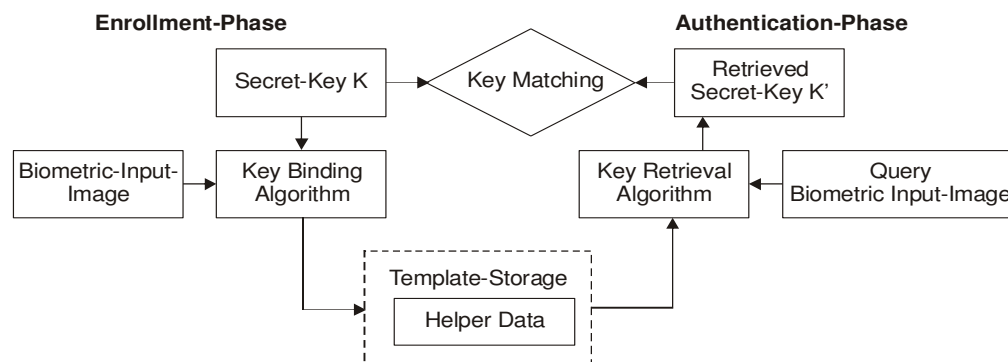 Enrollment-Phase
Authentication-Phase
Secret-Key K
Key Matching
Retrieved
Secret-Key K’
Biometric-Input-
Image
Key Binding
Algorithm
Key Retrieval
Algorithm
Query
Biometric Input-Image
Template-Storage
Helper Data